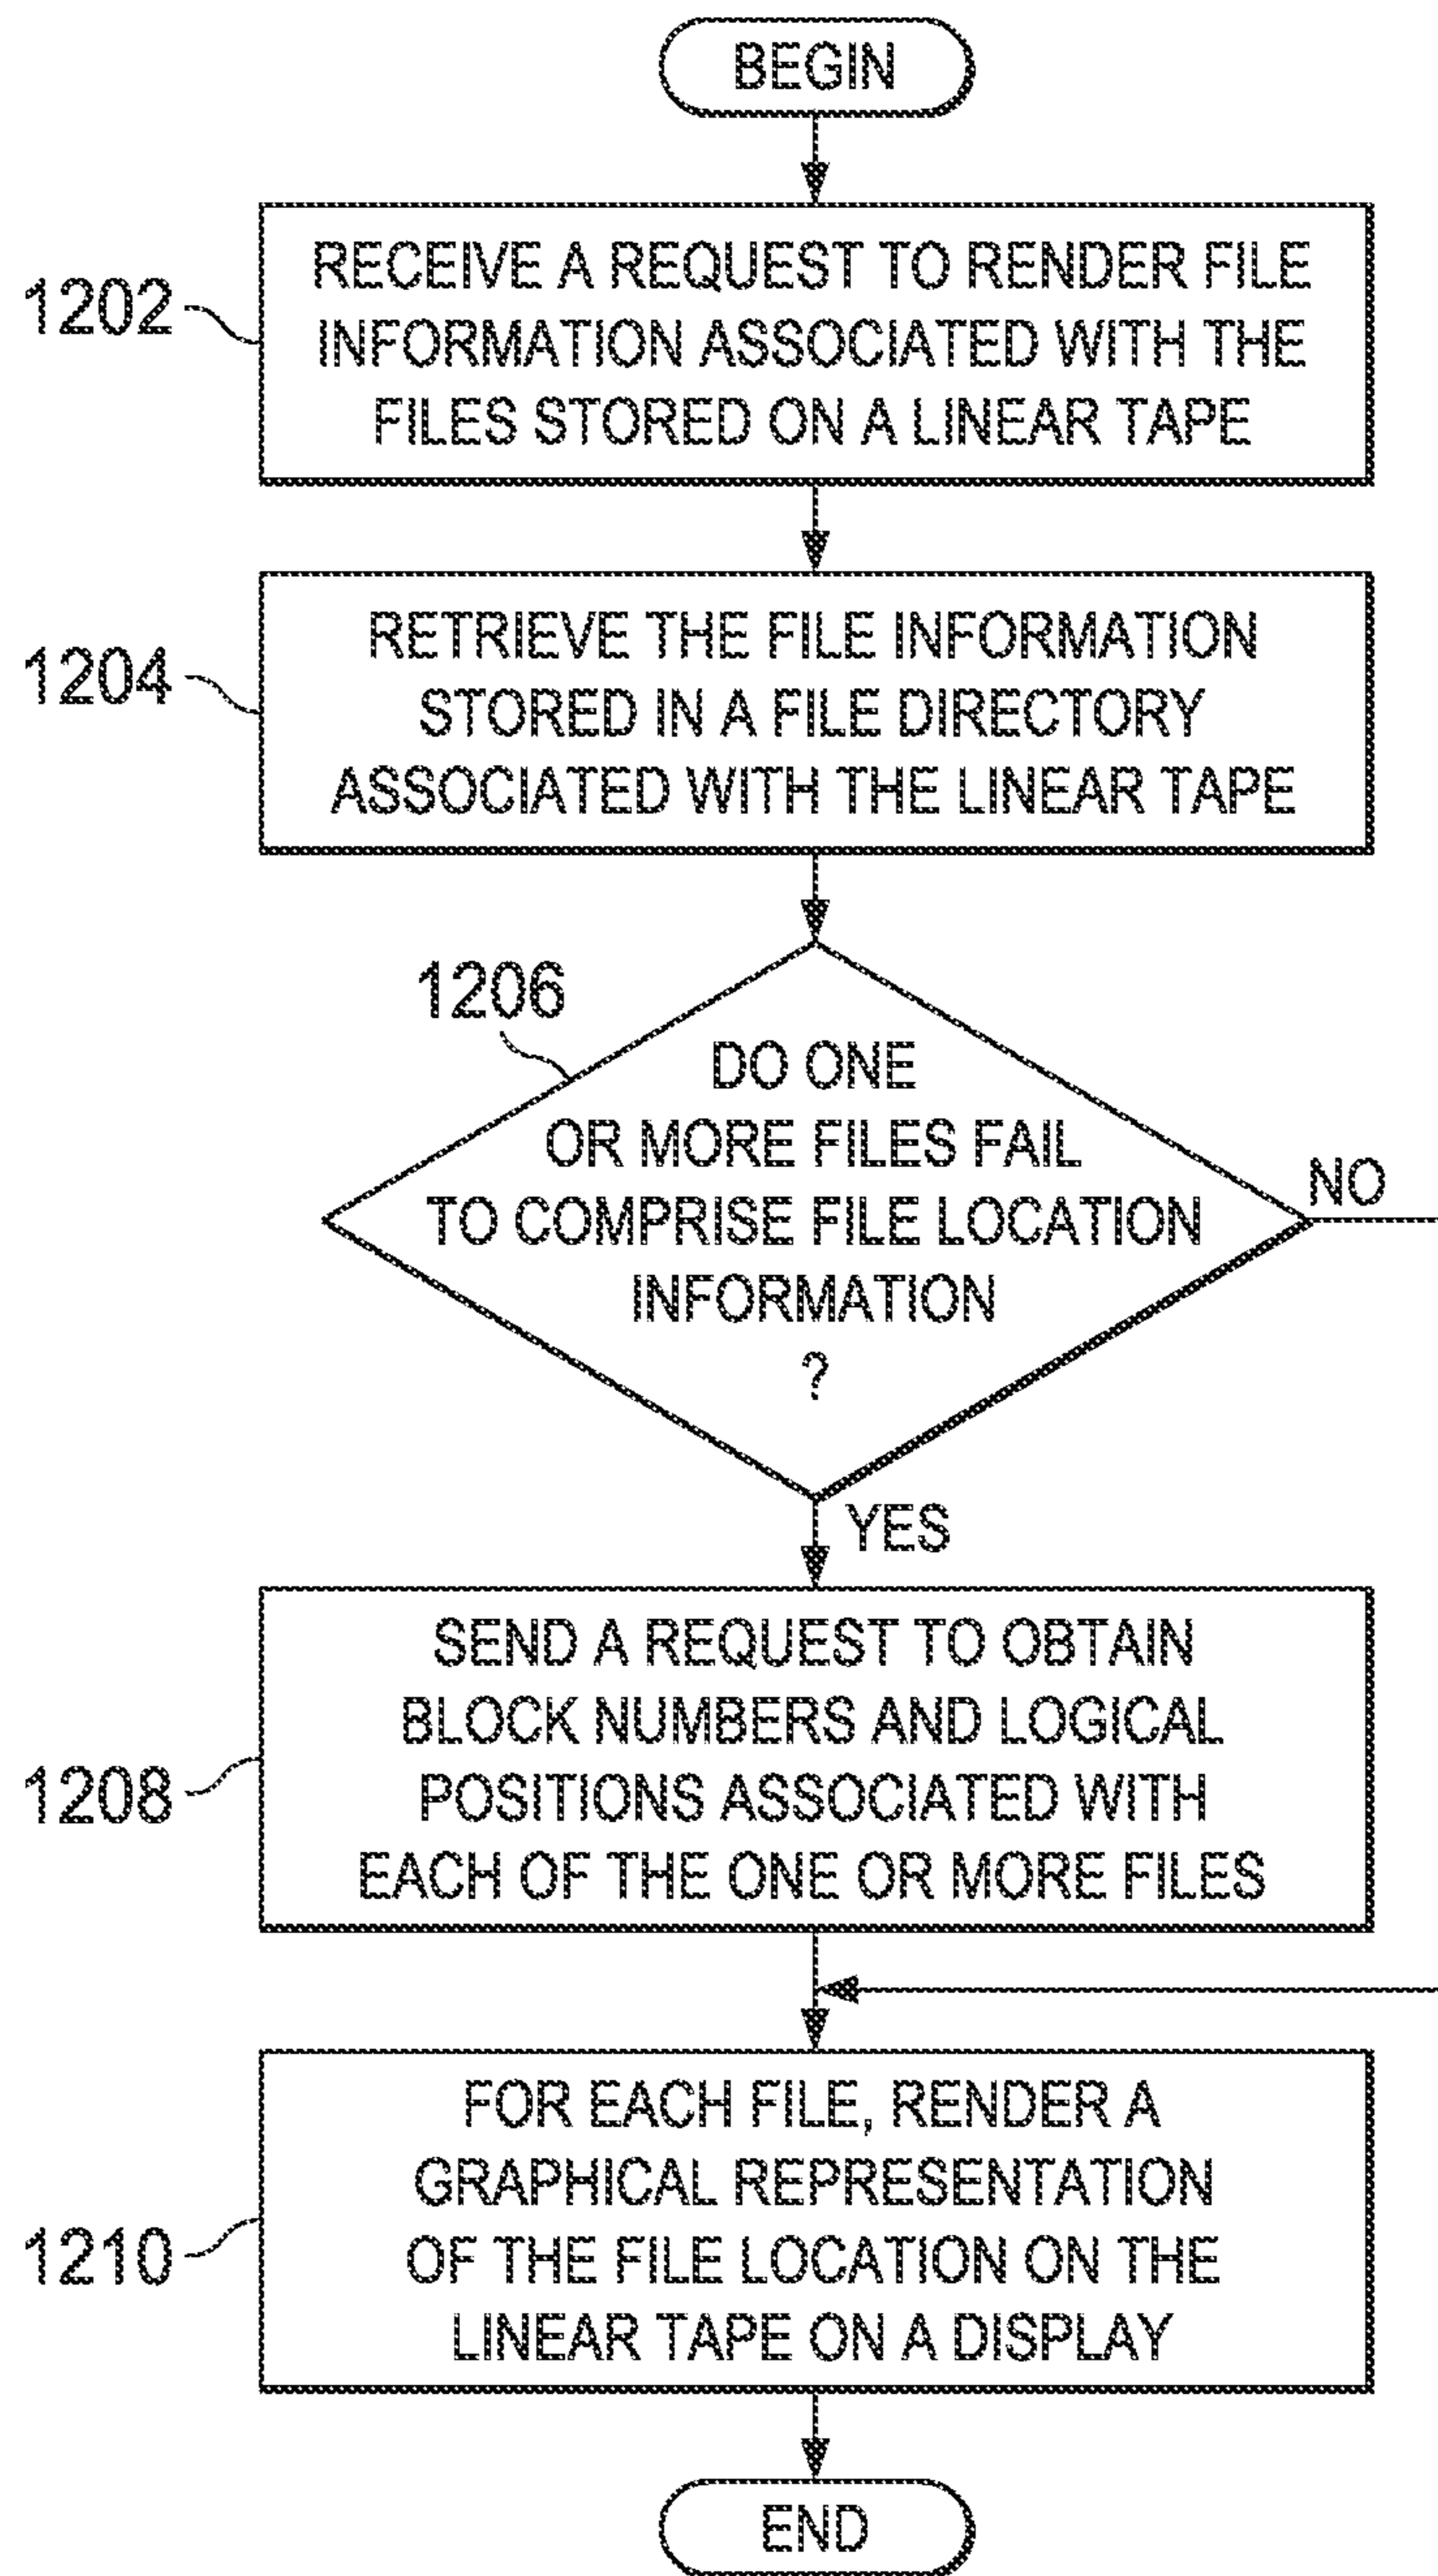 BEGIN
1202
RECEIVE A REQUEST TO RENDER FILE
INFORMATION ASSOCIATED WITH THE
FILES STORED ON A LINEAR TAPE
1204
RETRIEVE THE FILE INFORMATION
STORED IN A FILE DIRECTORY
ASSOCIATED WITH THE LINEAR TAPE
1206
DO ONE
OR MORE FILES FAIL
TO COMPRISE FILE LOCATION
INFORMATION
?
NO
YES
1208
SEND A REQUEST TO OBTAIN
BLOCK NUMBERS AND LOGICAL
POSITIONS ASSOCIATED WITH
EACH OF THE ONE OR MORE FILES
1210
FOR EACH FILE, RENDER A
GRAPHICAL REPRESENTATION
OF THE FILE LOCATION ON THE
LINEAR TAPE ON A DISPLAY
END